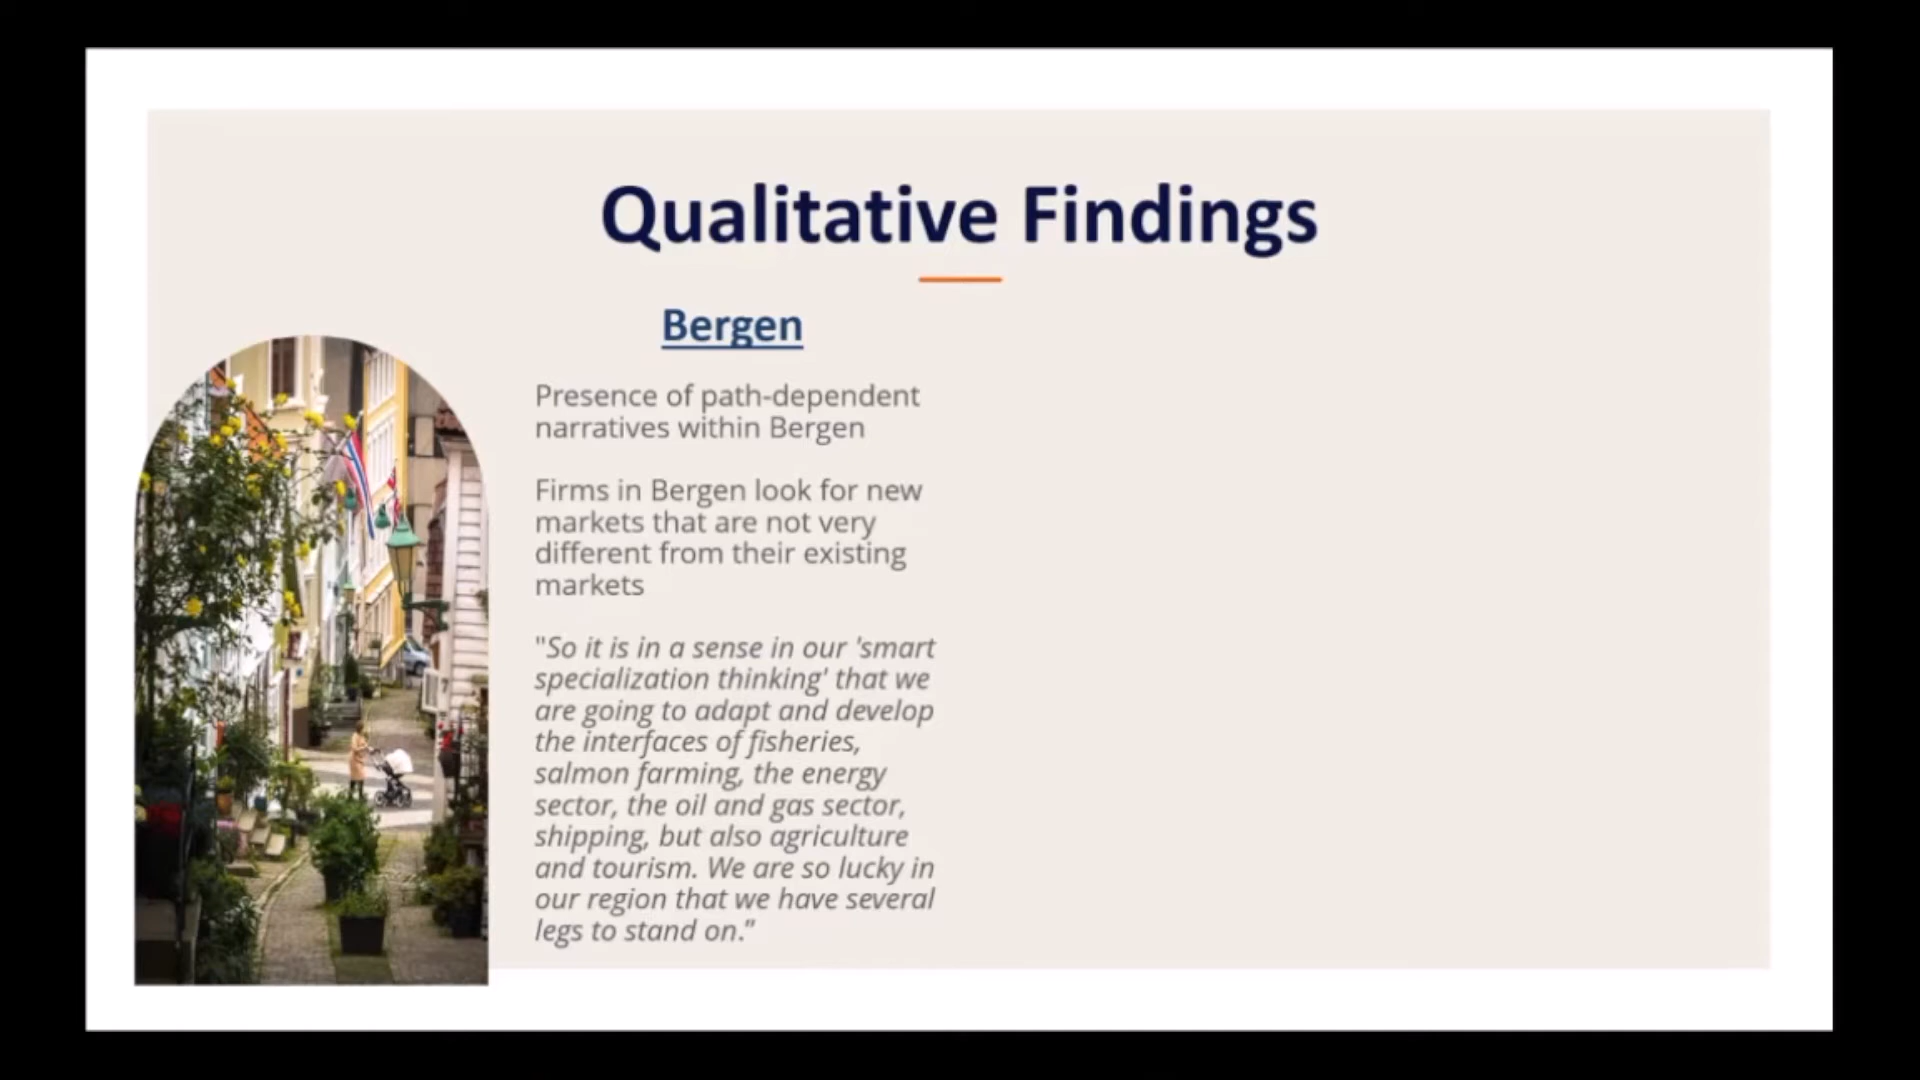 Qualitative Findings
Bergen
Presence of path-dependent
narratives within Bergen
Firms in Bergen look for new
markets that are not very
different from their existing
markets
"So it is in a sense in our 'smart
specialization thinking' that we
are going to adapt and develop
the interfaces of fisheries,
salmon farming, the energy
sector, the oil and gas sector,
shipping, but also agriculture
and tourism. We are so lucky in
our region that we have several
legs to stand on.”